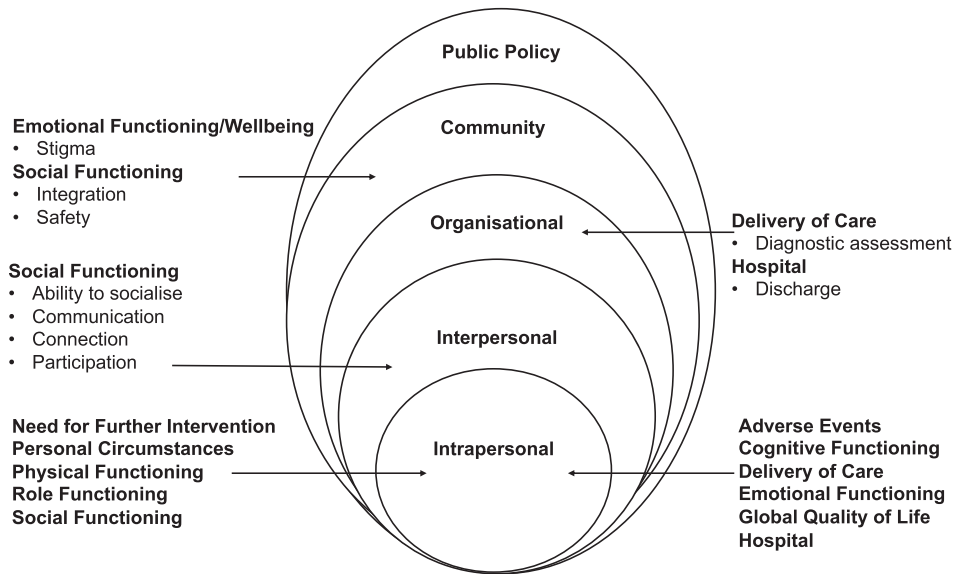 Public Policy
Community
Organisational
Interpersonal
Intrapersonal
Emotional Functioning/Wellbeing
• Stigma
Social Functioning
• Integration
• Safety
Social Functioning
• Ability to socialise
• Communication
• Connection
• Participation
Need for Further Intervention
Personal Circumstances
Physical Functioning
Role Functioning
Social Functioning
Delivery of Care
• Diagnostic assessment
Hospital
• Discharge
Adverse Events
Cognitive Functioning
Delivery of Care
Emotional Functioning
Global Quality of Life
Hospital